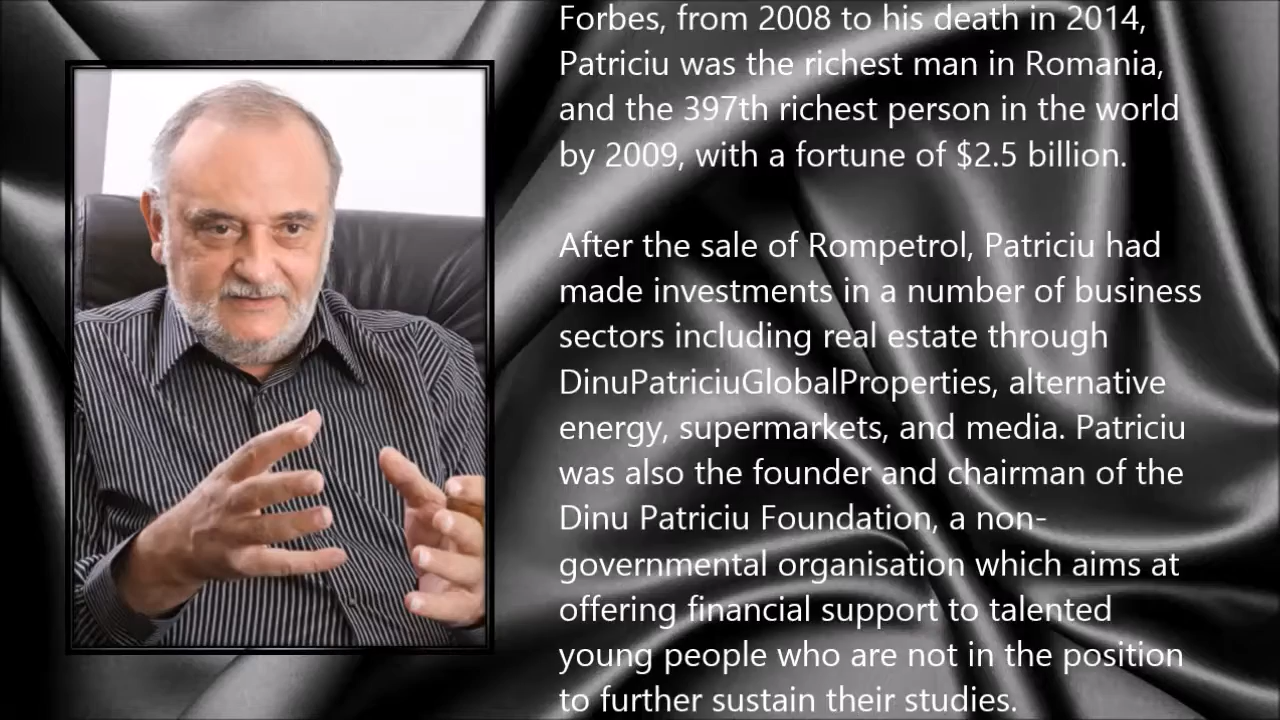 Forbes, from 2008 to his death in 2014,
Patriciu was the richest man in Romania,
and the 397th richest person in the world
by 2009, with a fortune of $2.5 billion.
After the sale of Rompetrol, Patriciu had
made investments in a number of business
sectors including real estate through
DinuPatriciuGlobalProperties, alternative
energy, supermarkets, and media. Patriciu
was also the founder and chairman of the
Dinu Patriciu Foundation, a non-
governmental organisation which aims at
offering financial support to talented
young people who are not in the position
to further sustain their studies.